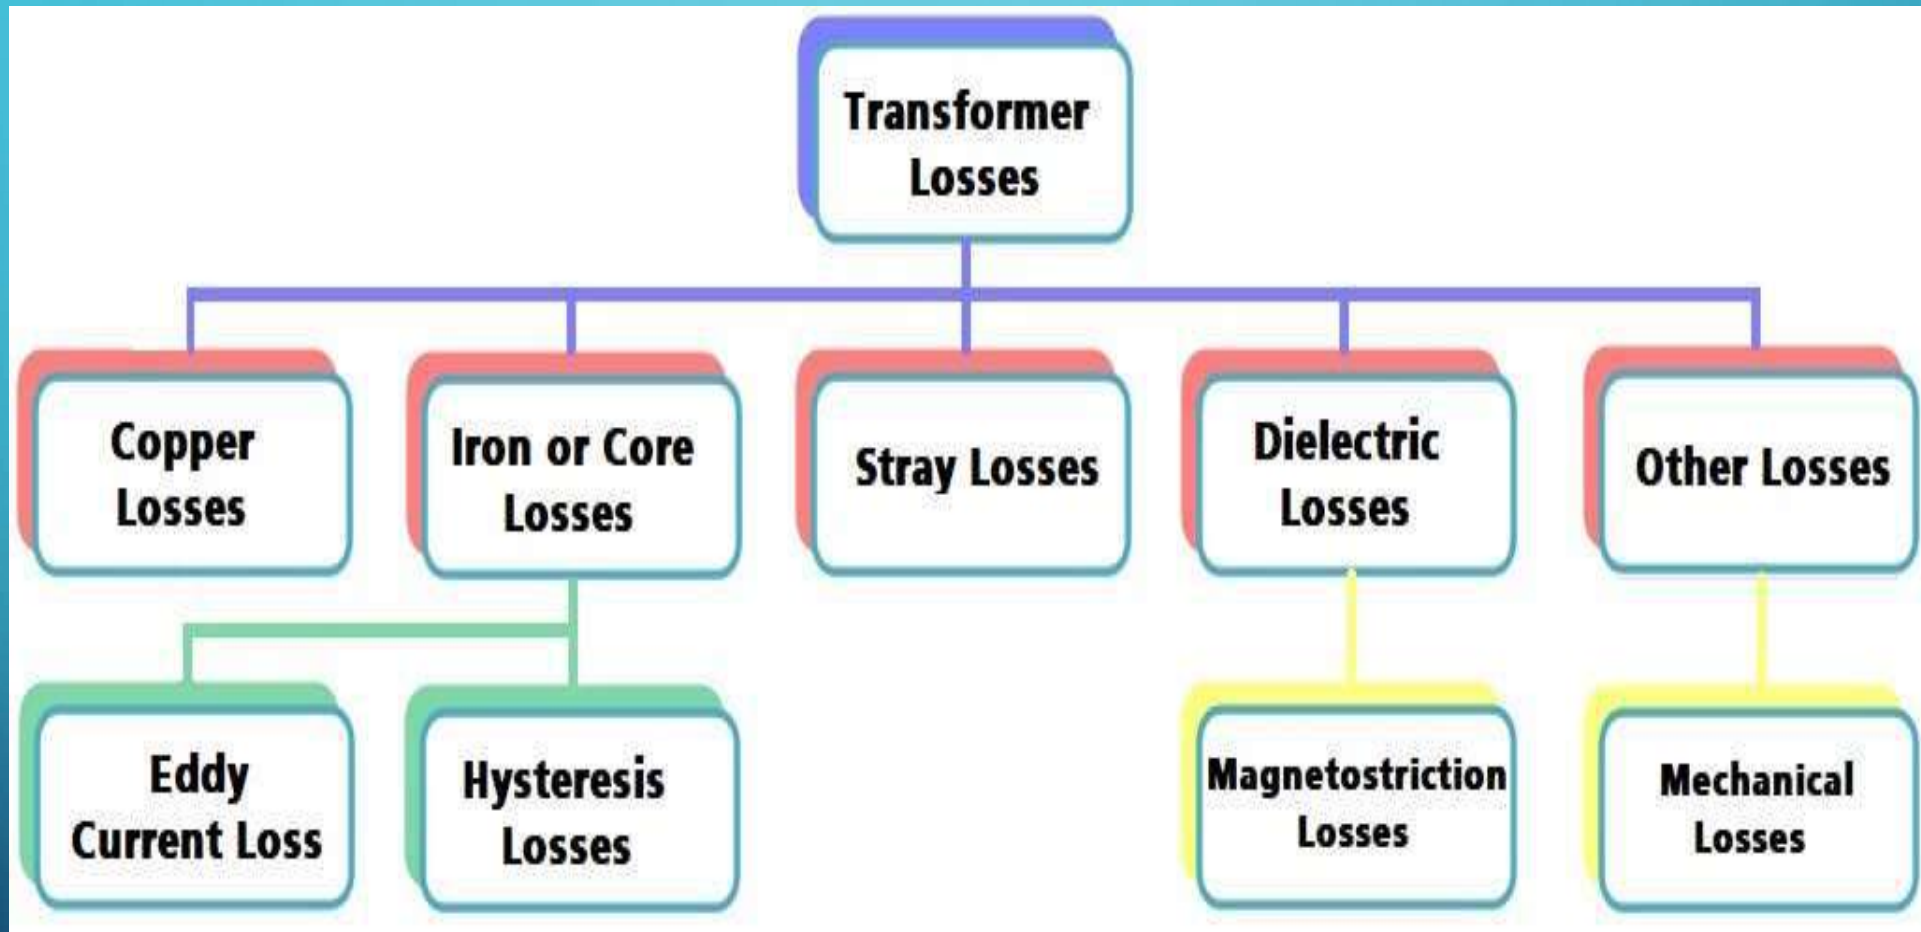 Transformer
Losses
Copper
Losses
Iron or Core
Losses
Stray Losses
Dielectric
Losses
Other Losses
Eddy
Current Loss
Hysteresis
Losses
Magnetostriction
Losses
Mechanical
Losses